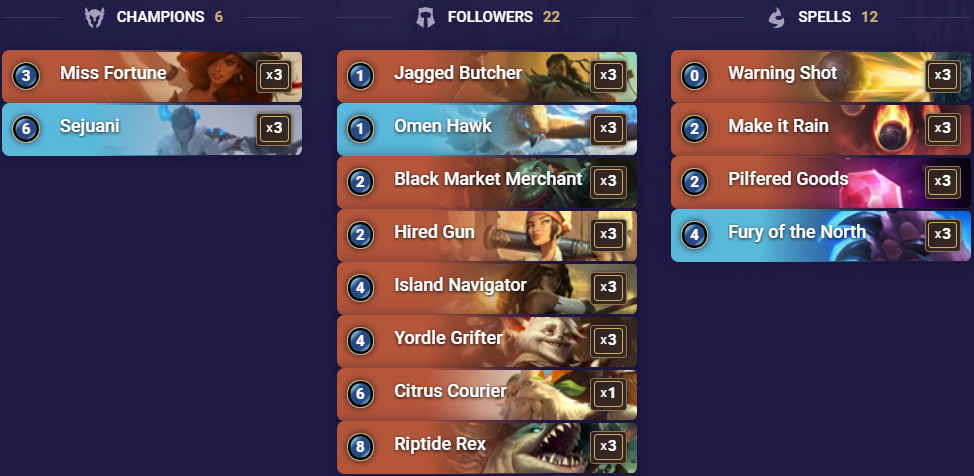 CHAMPIONS 6
3 Miss Fortune x3
6 Sejuani x3
FOLLOWERS 22
1 Jagged Butcher x3
1 Omen Hawk x3
2 Black Market Merchant x3
2 Hired Gun x3
4 Island Navigator x3
4 Yordle Grifter x3
6 Citrus Courier x1
8 Riptide Rex x3
SPELLS 12
0 Warning Shot x3
2 Make it Rain x3
2 Pilfered Goods x3
4 Fury of the North x3